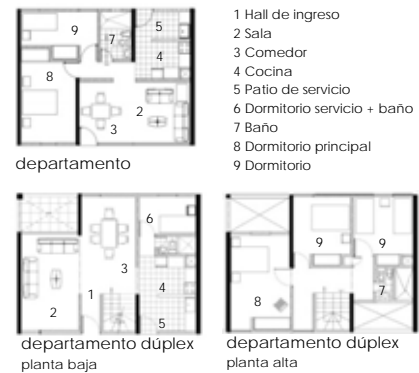 9
7
5
4
8
2
3
departamento
1 Hall de ingreso
2 Sala
3 Comedor
4 Cocina
5 Patio de servicio
6 Dormitorio servicio + baño
7 Baño
8 Dormitorio principal
9 Dormitorio
6
3
4
1
2
5
departamento dúplex
planta baja
9
9
7
8
departamento dúplex
planta alta